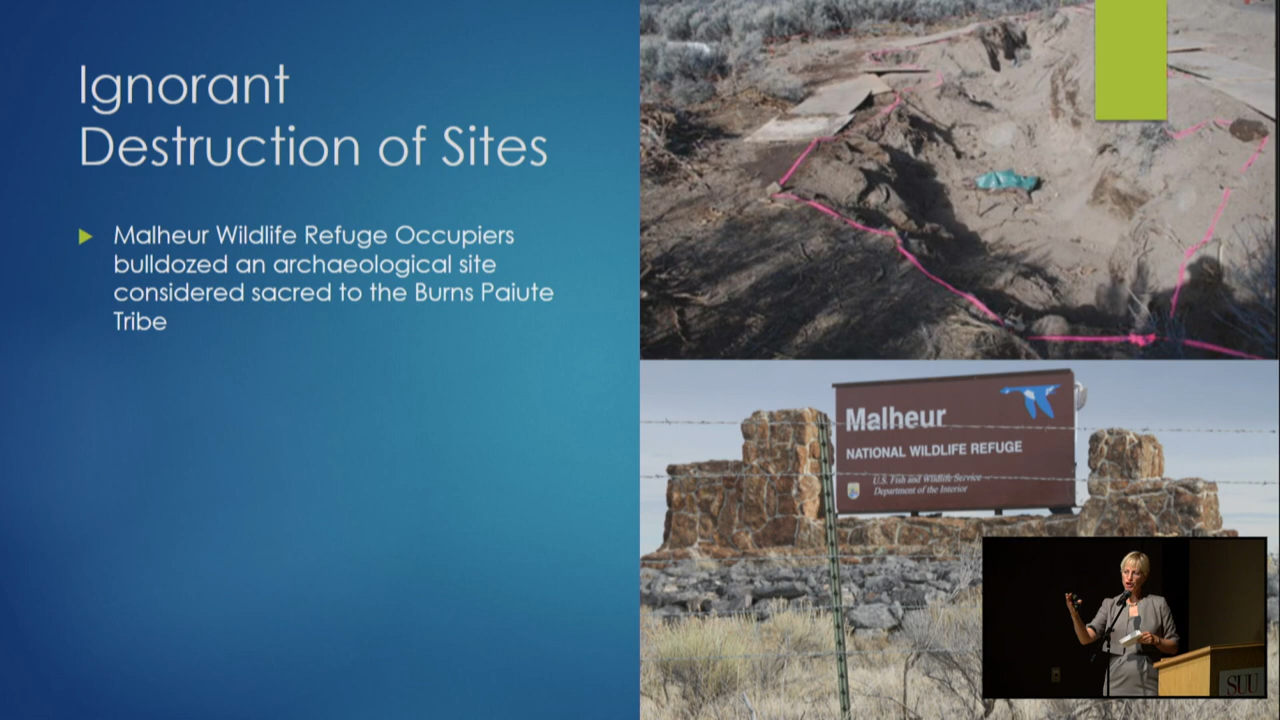 Ignorant
Destruction of Sites
Malheur Wildlife Refuge Occupiers
bulldozed an archaeological site
considered sacred to the Burns Paiute
Tribe
Malheur
NATIONAL WILDLIFE REFUGE
U.S. Fish and Wildlife Service
Department of the Interior
SUU